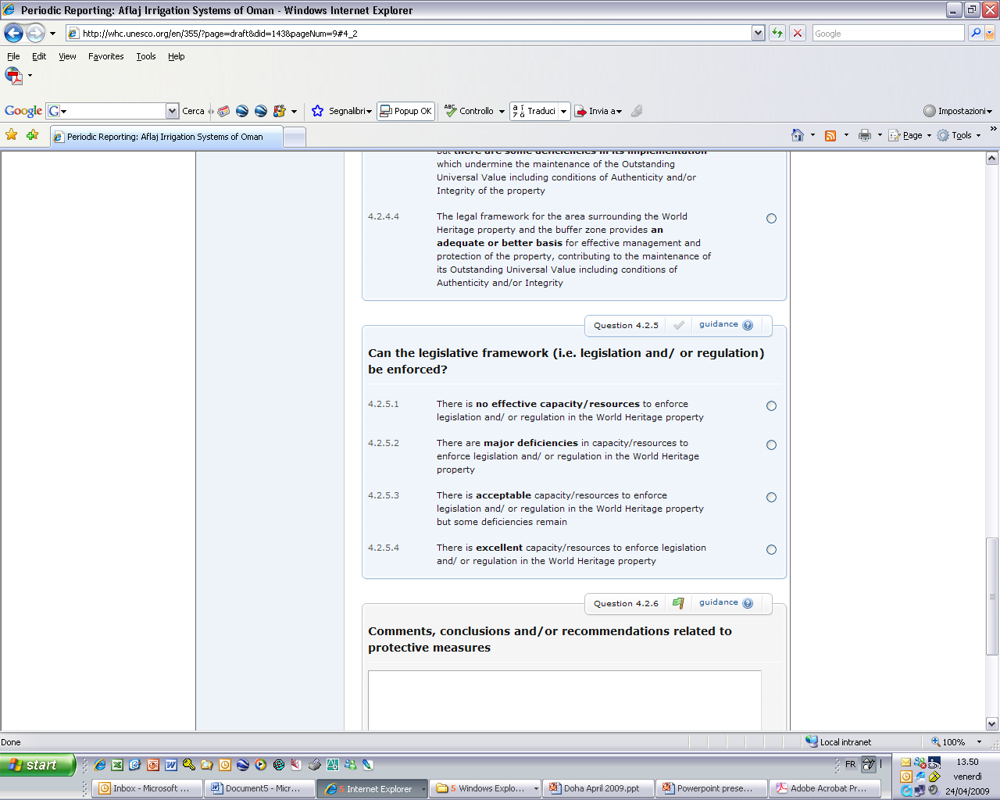 Periodic Reporting: Aflaj Irrigation Systems of Oman - Windows Internet Explorer
http://whc.unesco.org/en/355/?page=draft&did=143&pageNum=9#4_2
Google
File Edit View Favorites Tools Help
Google G Cerca Segnalibri Popup OK ABC Controllo Traduci Invia a Impostazioni
Periodic Reporting: Aflaj Irrigation Systems of Oman
Page Tools »
but there are some deficiencies in its implementation
which undermine the maintenance of the Outstanding
Universal Value including conditions of Authenticity and/or
Integrity of the property
4.2.4.4 The legal framework for the area surrounding the World
Heritage property and the buffer zone provides an
adequate or better basis for effective management and
protection of the property, contributing to the maintenance of
its Outstanding Universal Value including conditions of
Authenticity and/or Integrity
Question 4.2.5 guidance ?
Can the legislative framework (i.e. legislation and/ or regulation)
be enforced?
4.2.5.1 There is no effective capacity/resources to enforce
legislation and/ or regulation in the World Heritage property
4.2.5.2 There are major deficiencies in capacity/resources to
enforce legislation and/ or regulation in the World Heritage
property
4.2.5.3 There is acceptable capacity/resources to enforce
legislation and/ or regulation in the World Heritage property
but some deficiencies remain
4.2.5.4 There is excellent capacity/resources to enforce legislation
and/ or regulation in the World Heritage property
Question 4.2.6 guidance ?
Comments, conclusions and/or recommendations related to
protective measures
Done Local intranet 100%
start FR 13.50
venerdì
24/04/2009
Inbox - Microsoft ... Document5 - Micr... 5 Internet Explorer 5 Windows Explo... Doha April 2009.ppt Powerpoint prese... Adobe Acrobat Pr...